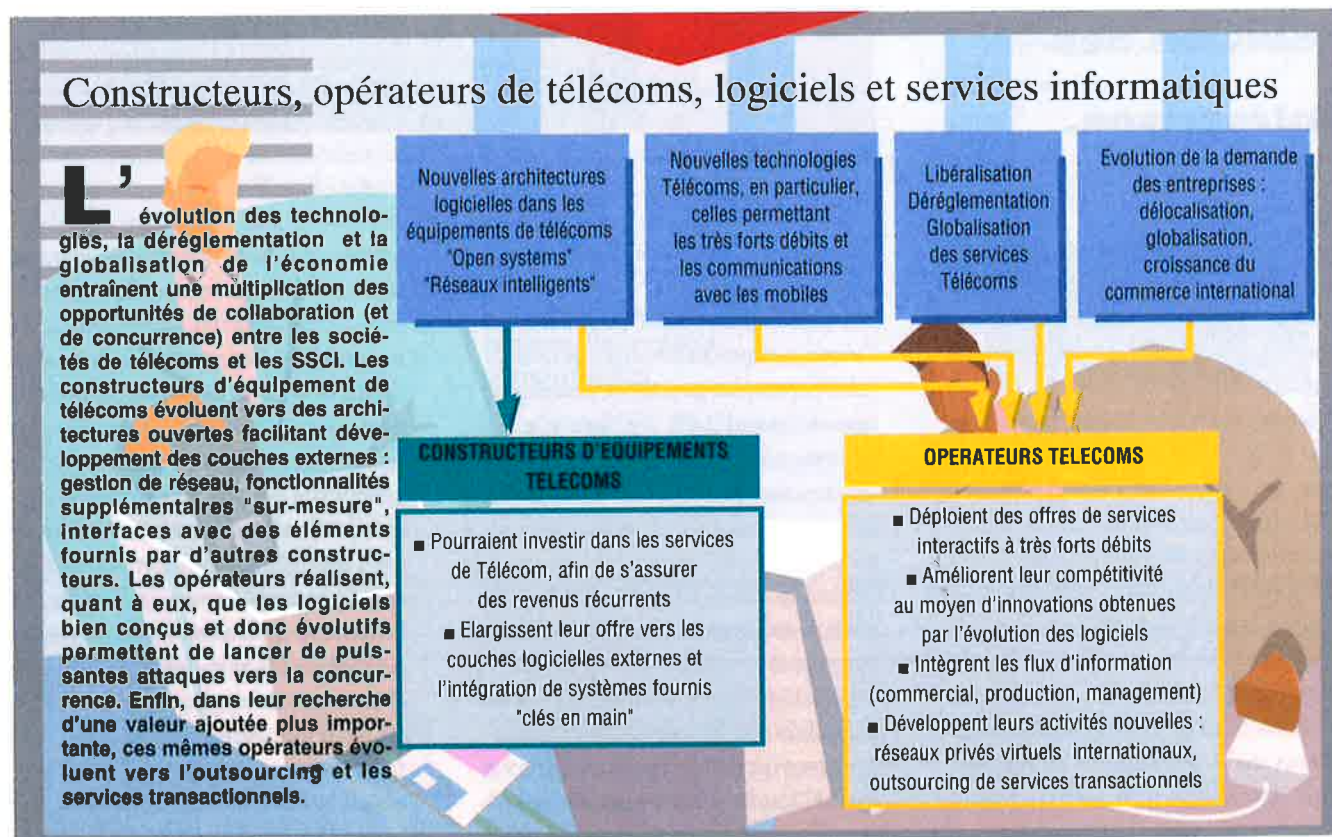 Constructeurs, opérateurs de télécoms, logiciels et services informatiques
L'
évolution des technolo-
gies, la déréglementation et la
globalisation de l'économie
entraînent une multiplication des
opportunités de collaboration (et
de concurrence) entre les socié-
tés de télécoms et les SSCI. Les
constructeurs d'équipement de
télécoms évoluent vers des archi-
tectures ouvertes facilitant déve-
loppement des couches externes :
gestion de réseau, fonctionnalités
supplémentaires "sur-mesure",
interfaces avec des éléments
fournis par d'autres construc-
teurs. Les opérateurs réalisent,
quant à eux, que les logiciels
bien conçus et donc évolutifs
permettent de lancer de puis-
santes attaques vers la concur-
rence. Enfin, dans leur recherche
d'une valeur ajoutée plus impor-
tante, ces mêmes opérateurs évo-
luent vers l'outsourcing et les
services transactionnels.
Nouvelles architectures
logicielles dans les
équipements de télécoms
"Open systems"
"Réseaux intelligents"
Nouvelles technologies
Télécoms, en particulier,
celles permettant
les très forts débits et
les communications
avec les mobiles
Libéralisation
Déréglementation
Globalisation
des services
Télécoms
Evolution de la demande
des entreprises :
délocalisation,
globalisation,
croissance du
commerce international
CONSTRUCTEURS D'EQUIPEMENTS
TELECOMS
■ Pourraient investir dans les services
de Télécom, afin de s'assurer
des revenus récurrents
■ Elargissent leur offre vers les
couches logicielles externes et
l'intégration de systèmes fournis
"clés en main"
OPERATEURS TELECOMS
■ Déploient des offres de services
interactifs à très forts débits
■ Améliorent leur compétitivité
au moyen d'innovations obtenues
par l'évolution des logiciels
■ Intègrent les flux d'information
(commercial, production, management)
■ Développent leurs activités nouvelles :
réseaux privés virtuels internationaux,
outsourcing de services transactionnels